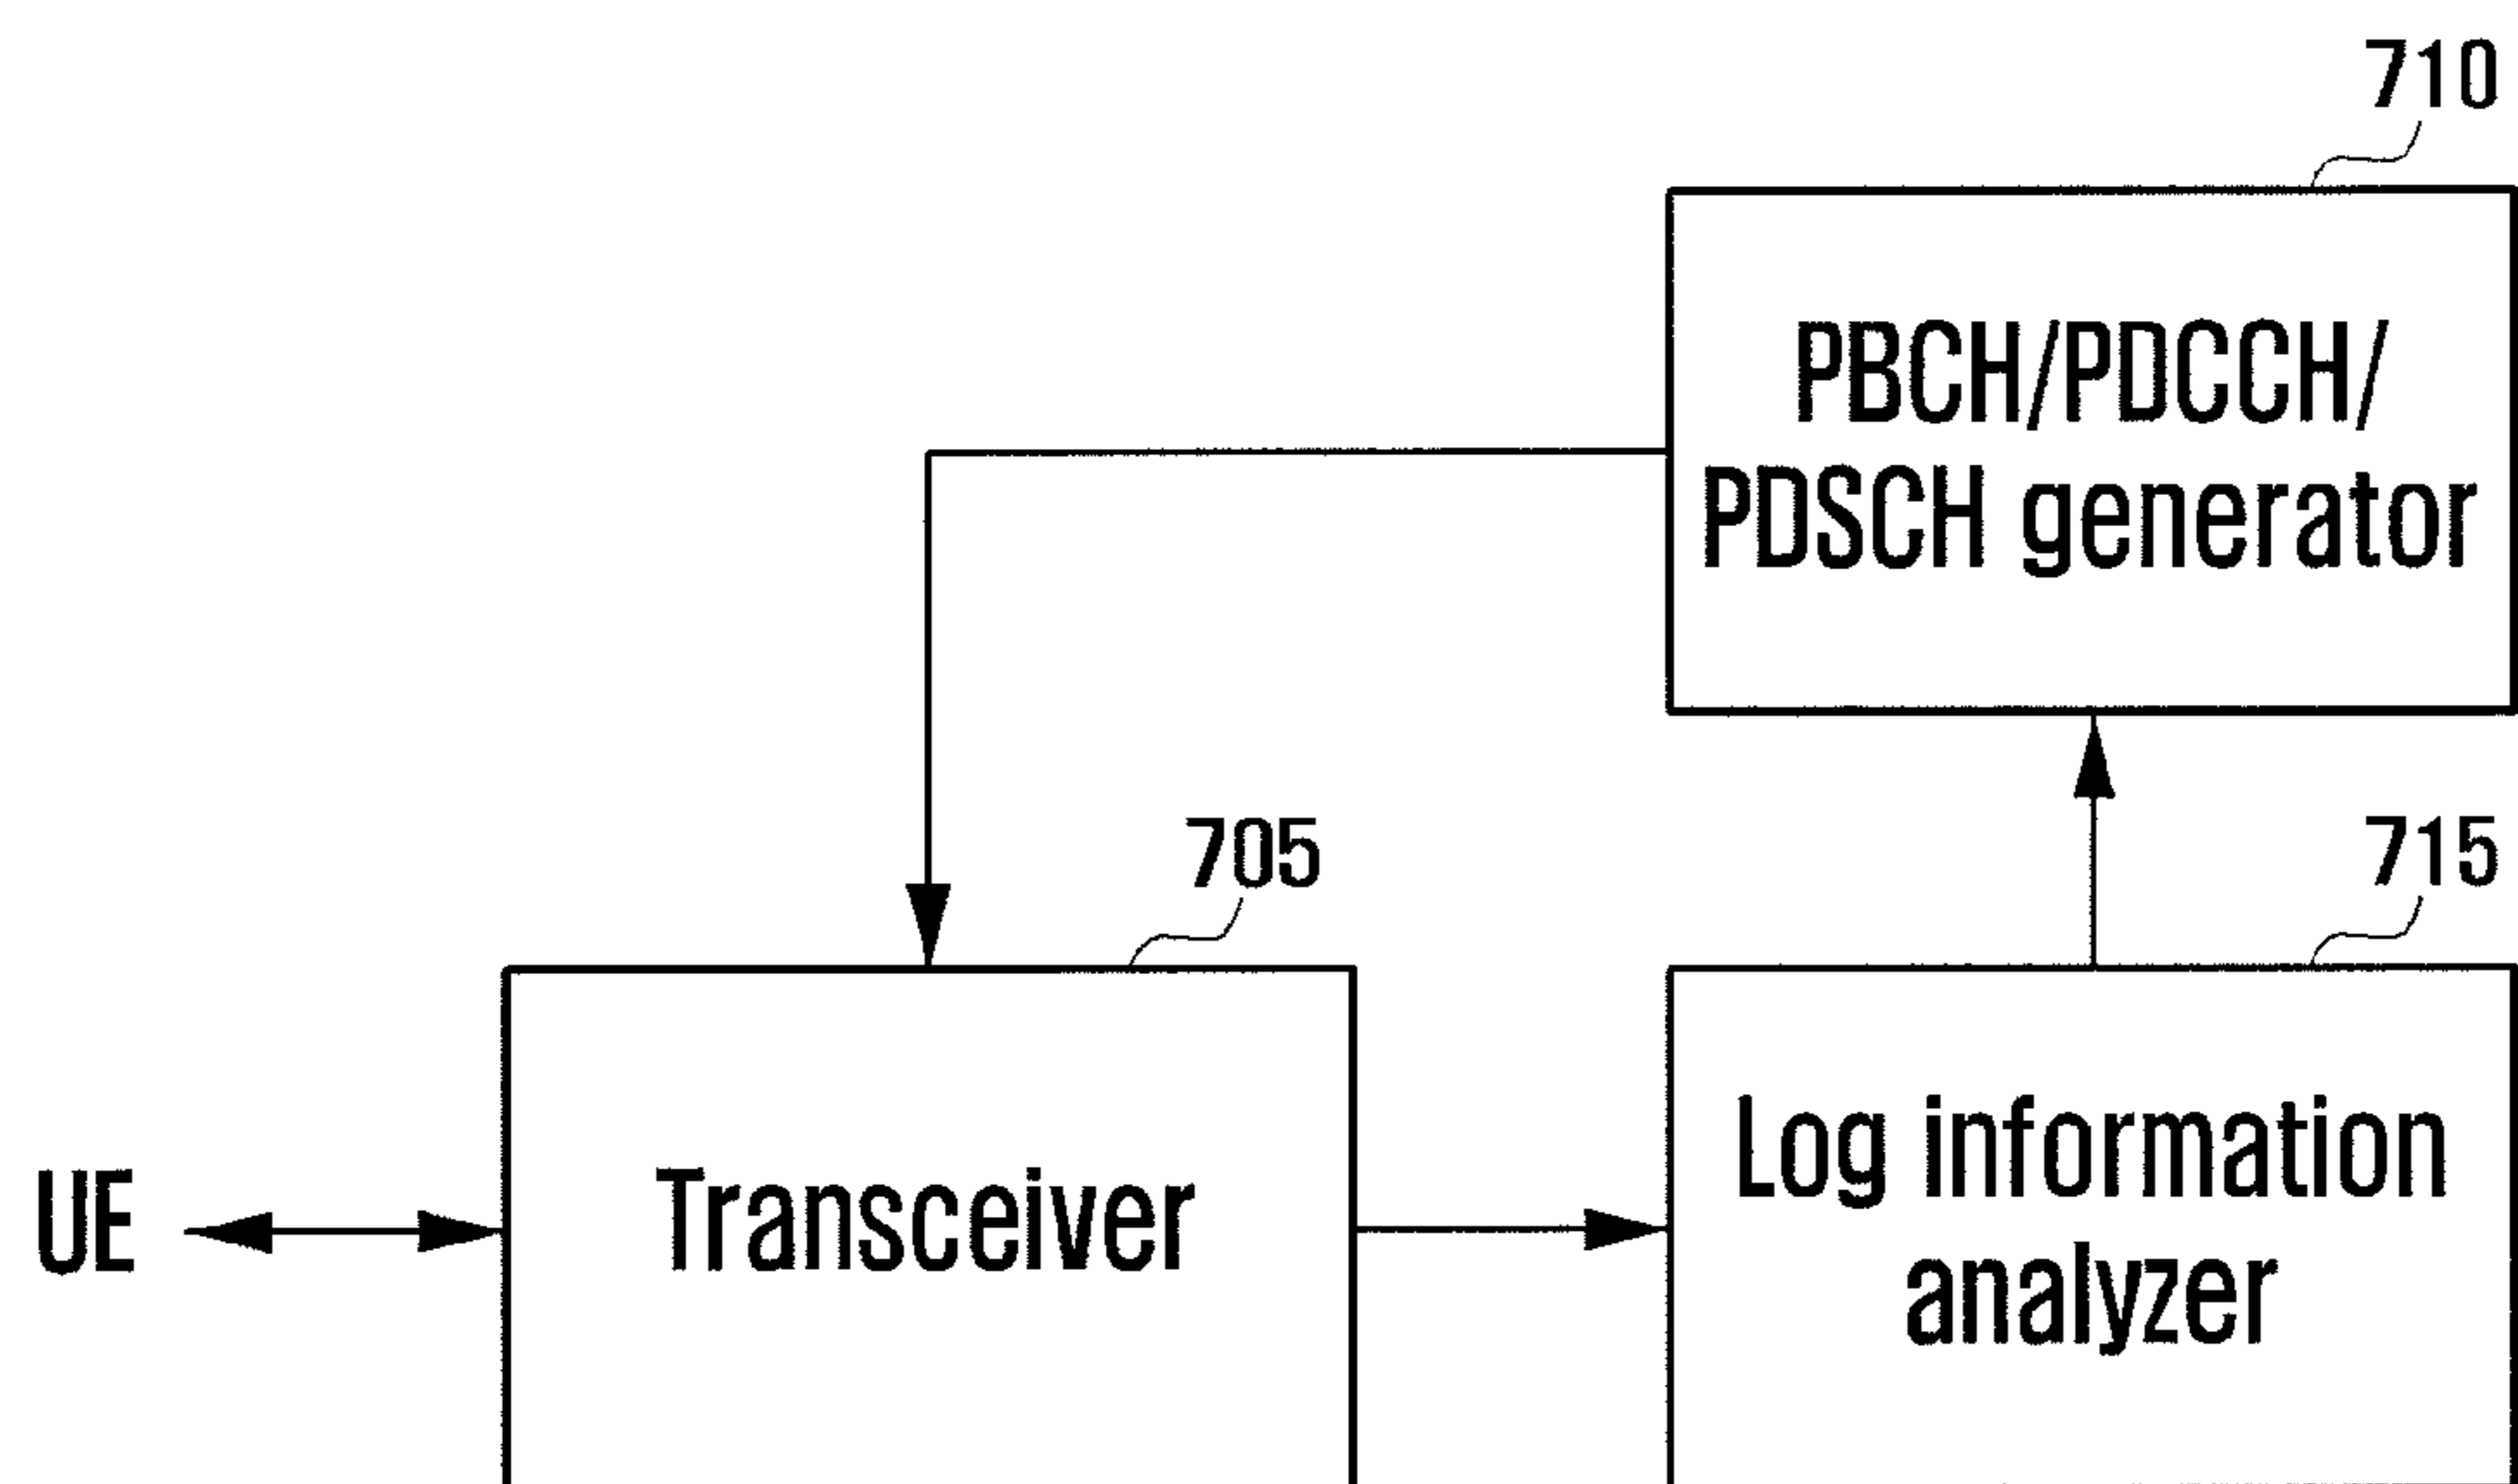 710
PBCH/PDCCH/
PDSCH generator
705
715
UE
Transceiver
Log information
analyzer